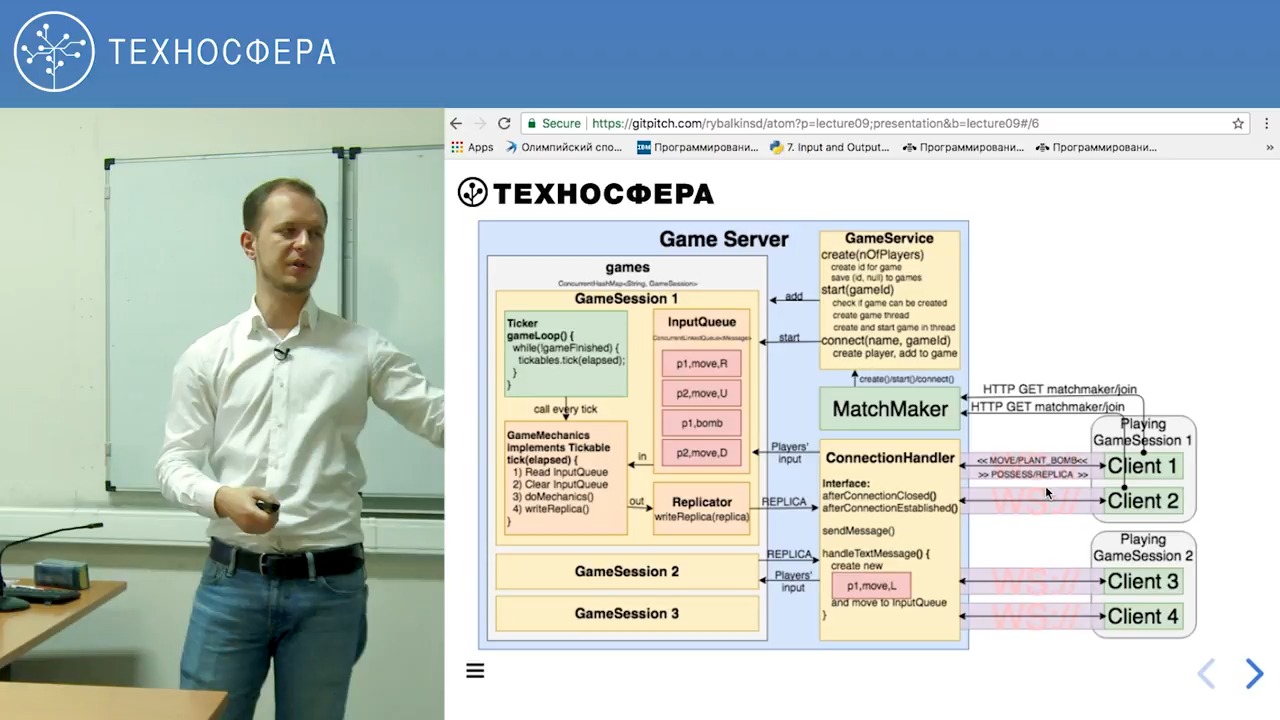 ТЕХНОСФЕРА
Secure https://gitpitch.com/rybalkinsd/atom?p=lecture09;presentation&b=lecture09#/6
Apps Олимпийский спо... Программировани... 7. Input and Output... Программировани... Программировани... »
ТЕХНОСФЕРА
Game Server
games
ConcurrentHashMap<String, GameSession>
GameSession 1
Ticker
gameLoop() {
while(!gameFinished) {
tickables.tick(elapsed);
}
}
call every tick
GameMechanics
implements Tickable
tick(elapsed) {
1) Read InputQueue
2) Clear InputQueue
3) doMechanics()
4) writeReplica()
}
InputQueue
ConcurrentLinkedQueue<Message>
p1,move,R
p2,move,U
p1,bomb
p2,move,D
in
out
Replicator
writeReplica(replica)
GameSession 2
GameSession 3
add
start
Players'
input
REPLICA
REPLICA
Players'
input
GameService
create(nOfPlayers)
create id for game
save (id, null) to games
start(gameId)
check if game can be created
create game thread
create and start game in thread
connect(name, gameId)
create player, add to game
create()/start()/connect()
MatchMaker
ConnectionHandler
Interface:
afterConnectionClosed()
afterConnectionEstablished()
sendMessage()
handleTextMessage() {
create new
p1,move,L
and move to InputQueue
}
HTTP GET matchmaker/join
HTTP GET matchmaker/join
<< MOVE/PLANT_BOMB<<
>> POSSESS/REPLICA >>
WS://
WS://
WS://
Playing
GameSession 1
Client 1
Client 2
Playing
GameSession 2
Client 3
Client 4